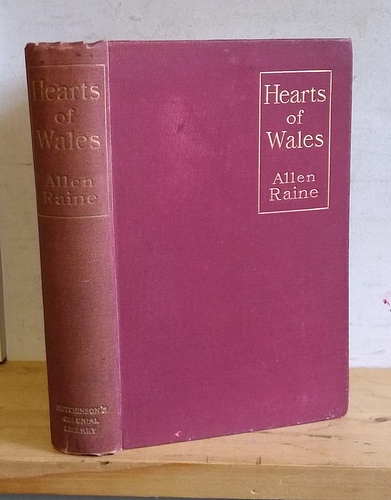 Hearts
of
Wales
Allen
Raine
HUTCHINSON'S
COLONIAL
LIBRARY
Hearts
of
Wales
Allen
Raine